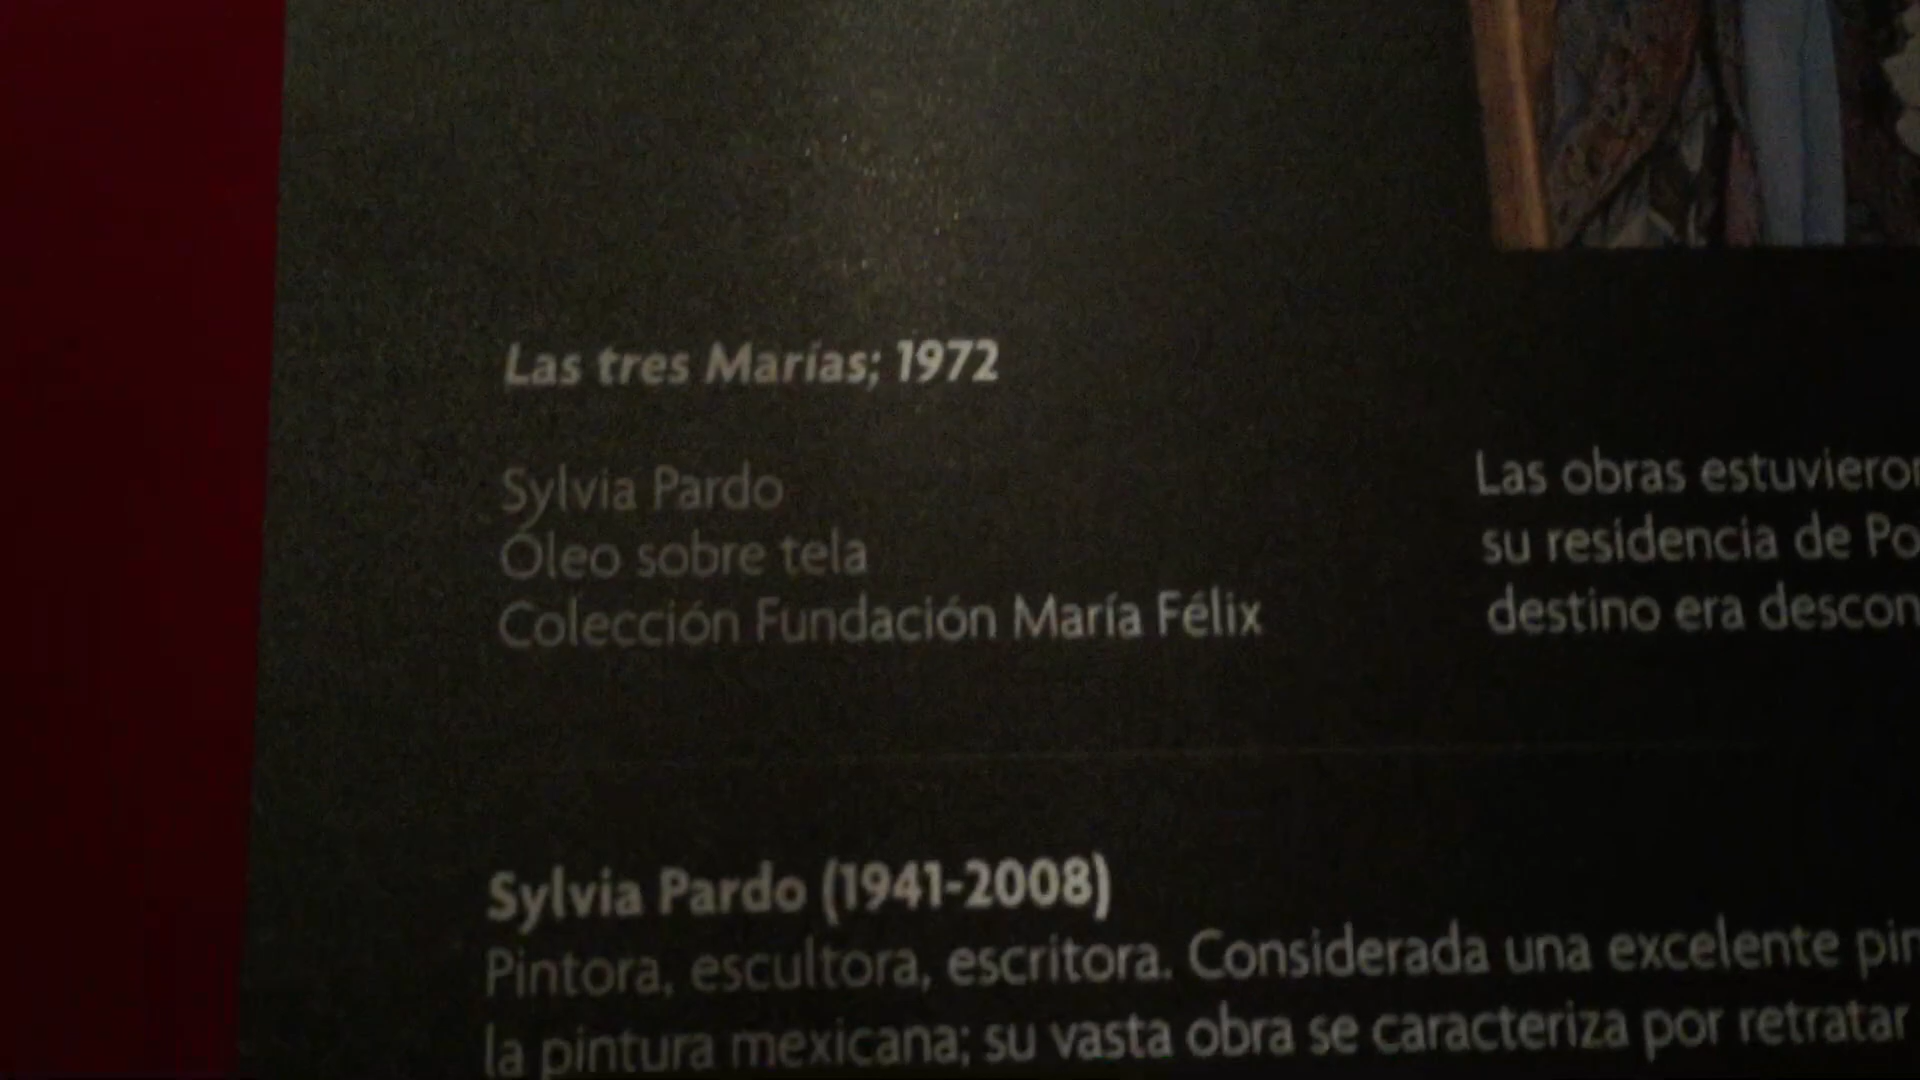 Las tres Marías; 1972
Sylvia Pardo
Óleo sobre tela
Colección Fundación María Félix
Las obras estuvieron
su residencia de
destino era
Sylvia Pardo (1941-2008)
Pintora, escultora, escritora. Considerada una excelente
la pintura mexicana; su vasta obra se caracteriza por retratar